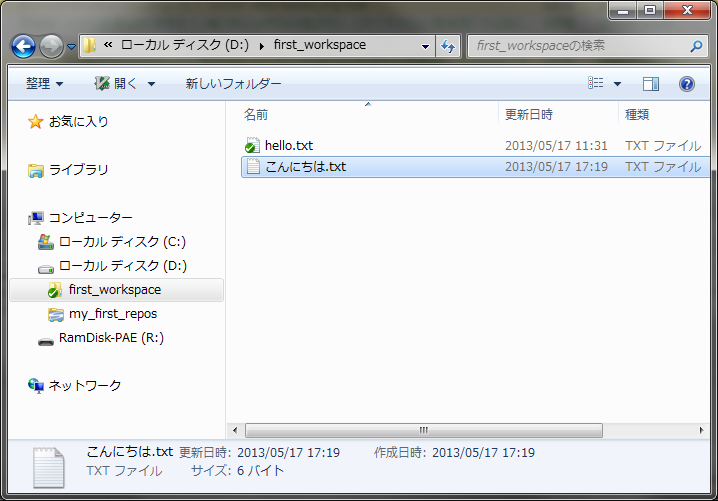 « ローカル ディスク (D:) ▸ first_workspace
first_workspaceの検索
整理 開く 新しいフォルダー
お気に入り
ライブラリ
コンピューター
ローカル ディスク (C:)
ローカル ディスク (D:)
first_workspace
my_first_repos
RamDisk-PAE (R:)
ネットワーク
名前 更新日時 種類
hello.txt 2013/05/17 11:31 TXT ファイル
こんにちは.txt 2013/05/17 17:19 TXT ファイル
こんにちは.txt 更新日時: 2013/05/17 17:19 作成日時: 2013/05/17 17:19
TXT ファイル サイズ: 6 バイト